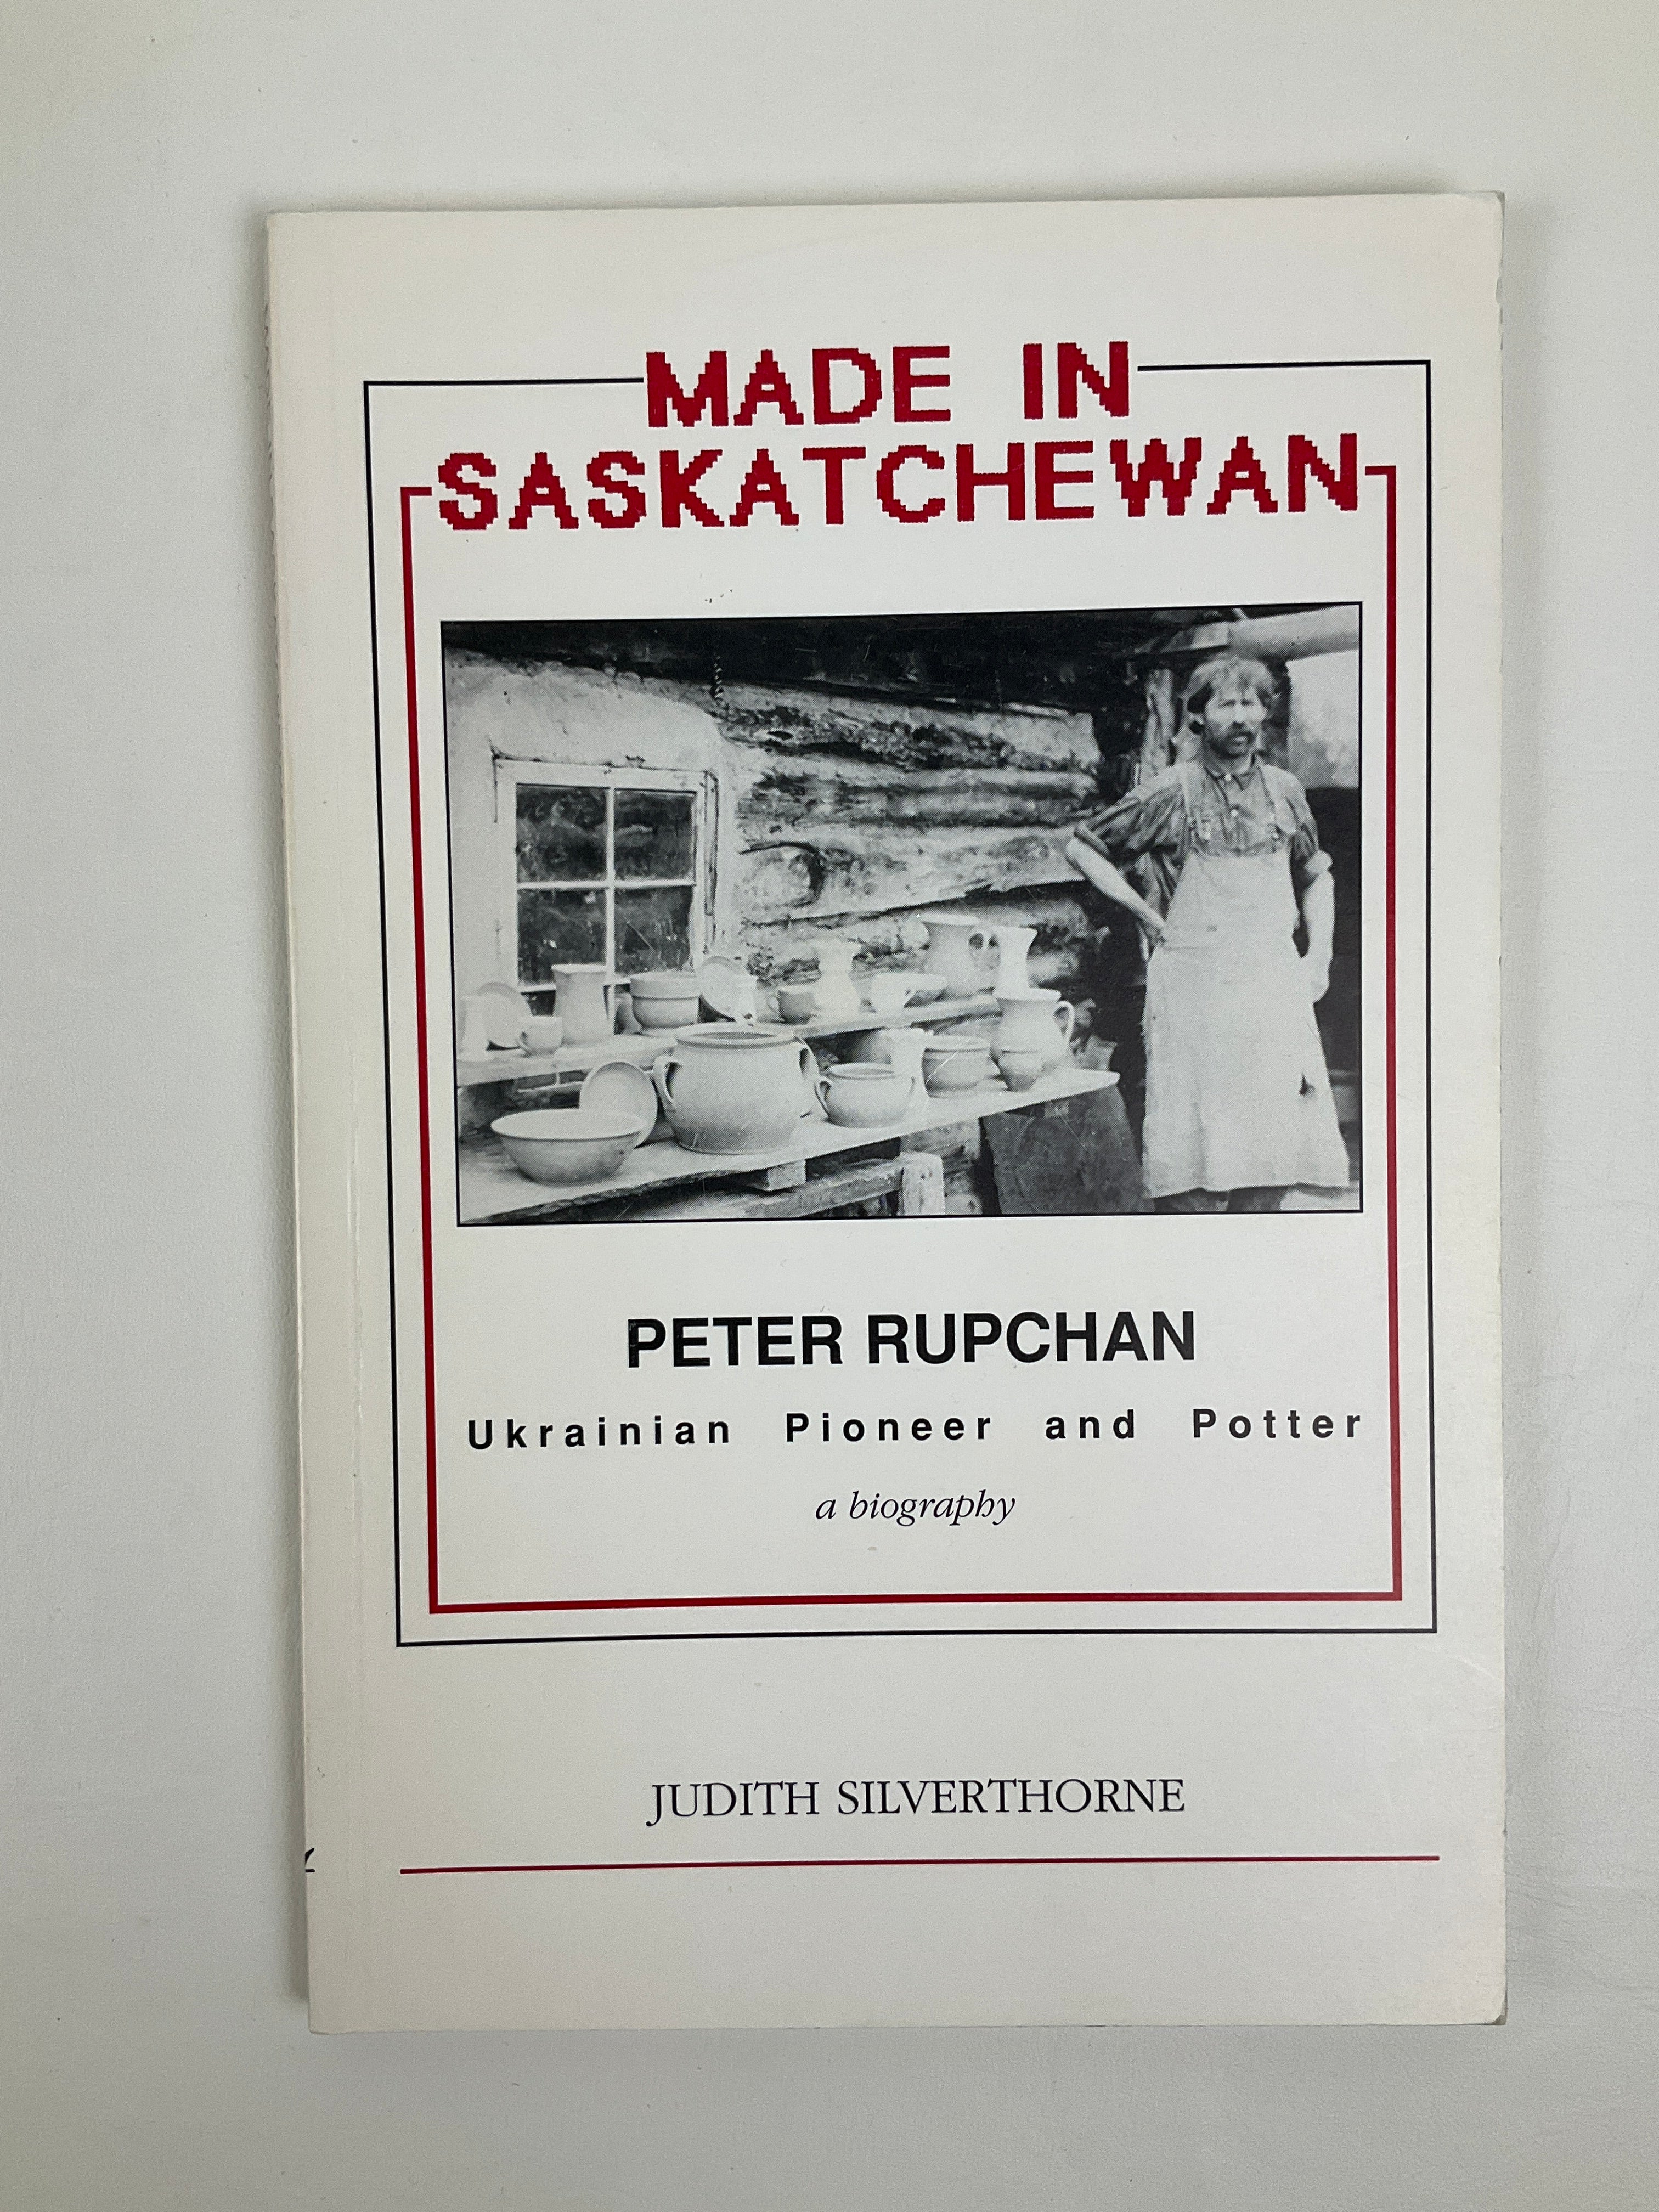 MADE IN
SASKATCHEWAN
PETER RUPCHAN
Ukrainian Pioneer and Potter
a biography
JUDITH SILVERTHORNE